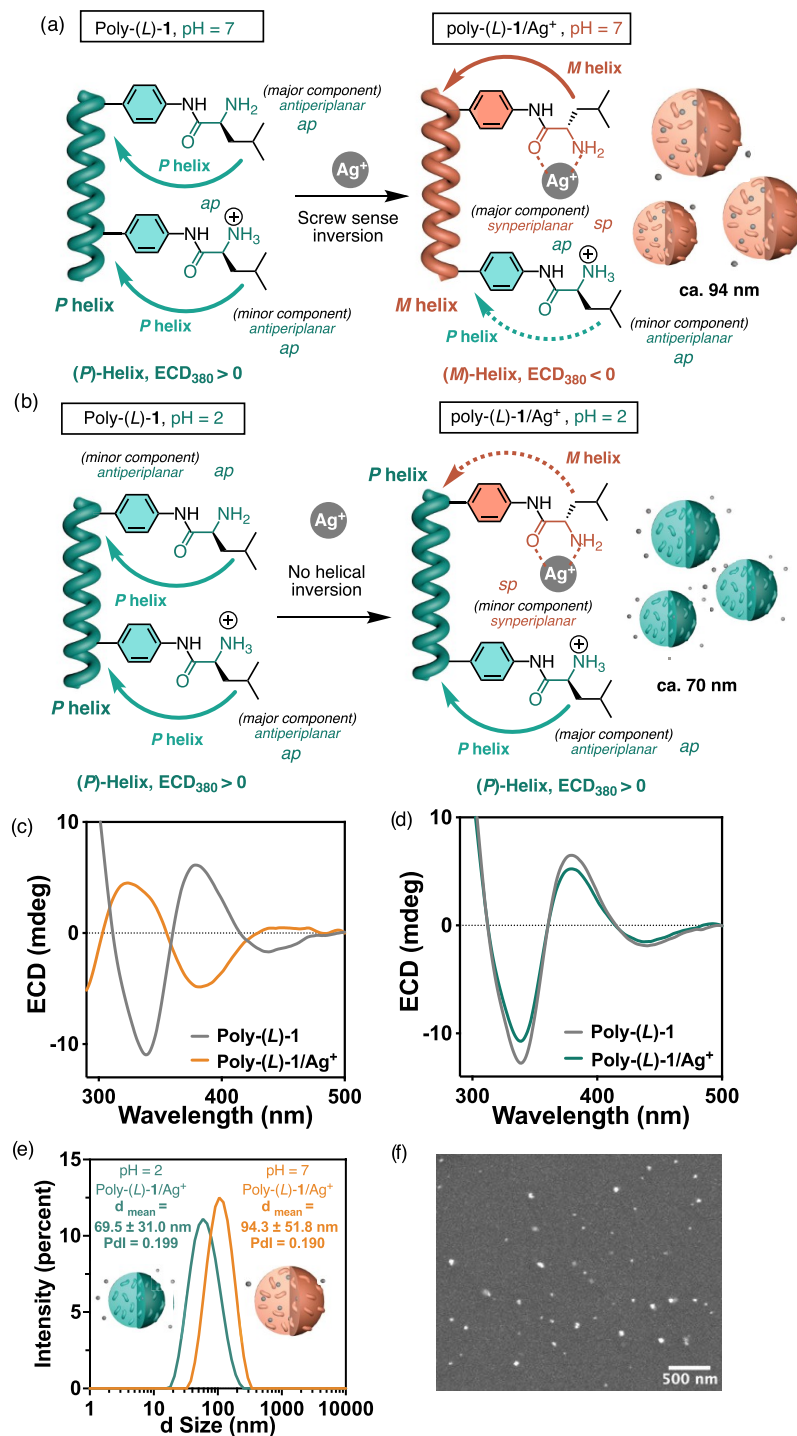 (a)
Poly-(L)-1, pH = 7
poly-(L)-1/Ag⁺ , pH = 7
NH
NH₂
O
(major component)
antiperiplanar
ap
P helix
ap
NH
⊕
NH₃
O
P helix
P helix
(minor component)
antiperiplanar
ap
(P)-Helix, ECD₃₈₀ > 0
Ag⁺
Screw sense
inversion
M helix
NH
O
NH₂
Ag⁺
(major component)
synperiplanar
sp
ap
⊕
NH
NH₃
O
M helix
P helix
(minor component)
antiperiplanar
ap
(M)-Helix, ECD₃₈₀ < 0
ca. 94 nm
(b)
Poly-(L)-1, pH = 2
poly-(L)-1/Ag⁺ , pH = 2
(minor component)
antiperiplanar
ap
NH
NH₂
O
P helix
⊕
NH
NH₃
O
P helix
P helix
(major component)
antiperiplanar
ap
(P)-Helix, ECD₃₈₀ > 0
Ag⁺
No helical
inversion
P helix
M helix
NH
O
NH₂
Ag⁺
sp
(minor component)
synperiplanar
⊕
NH
NH₃
O
P helix
(major component)
antiperiplanar
ap
(P)-Helix, ECD₃₈₀ > 0
ca. 70 nm
(c)
10
0
-10
ECD (mdeg)
Poly-(L)-1
Poly-(L)-1/Ag⁺
300
400
500
Wavelength (nm)
(d)
10
0
-10
ECD (mdeg)
Poly-(L)-1
Poly-(L)-1/Ag⁺
300
400
500
Wavelength (nm)
(e)
15
10
5
0
Intensity (percent)
pH = 2
Poly-(L)-1/Ag⁺
d mean =
69.5 ± 31.0 nm
PdI = 0.199
pH = 7
Poly-(L)-1/Ag⁺
d mean =
94.3 ± 51.8 nm
PdI = 0.190
1
10
100
1000
10000
d Size (nm)
(f)
500 nm